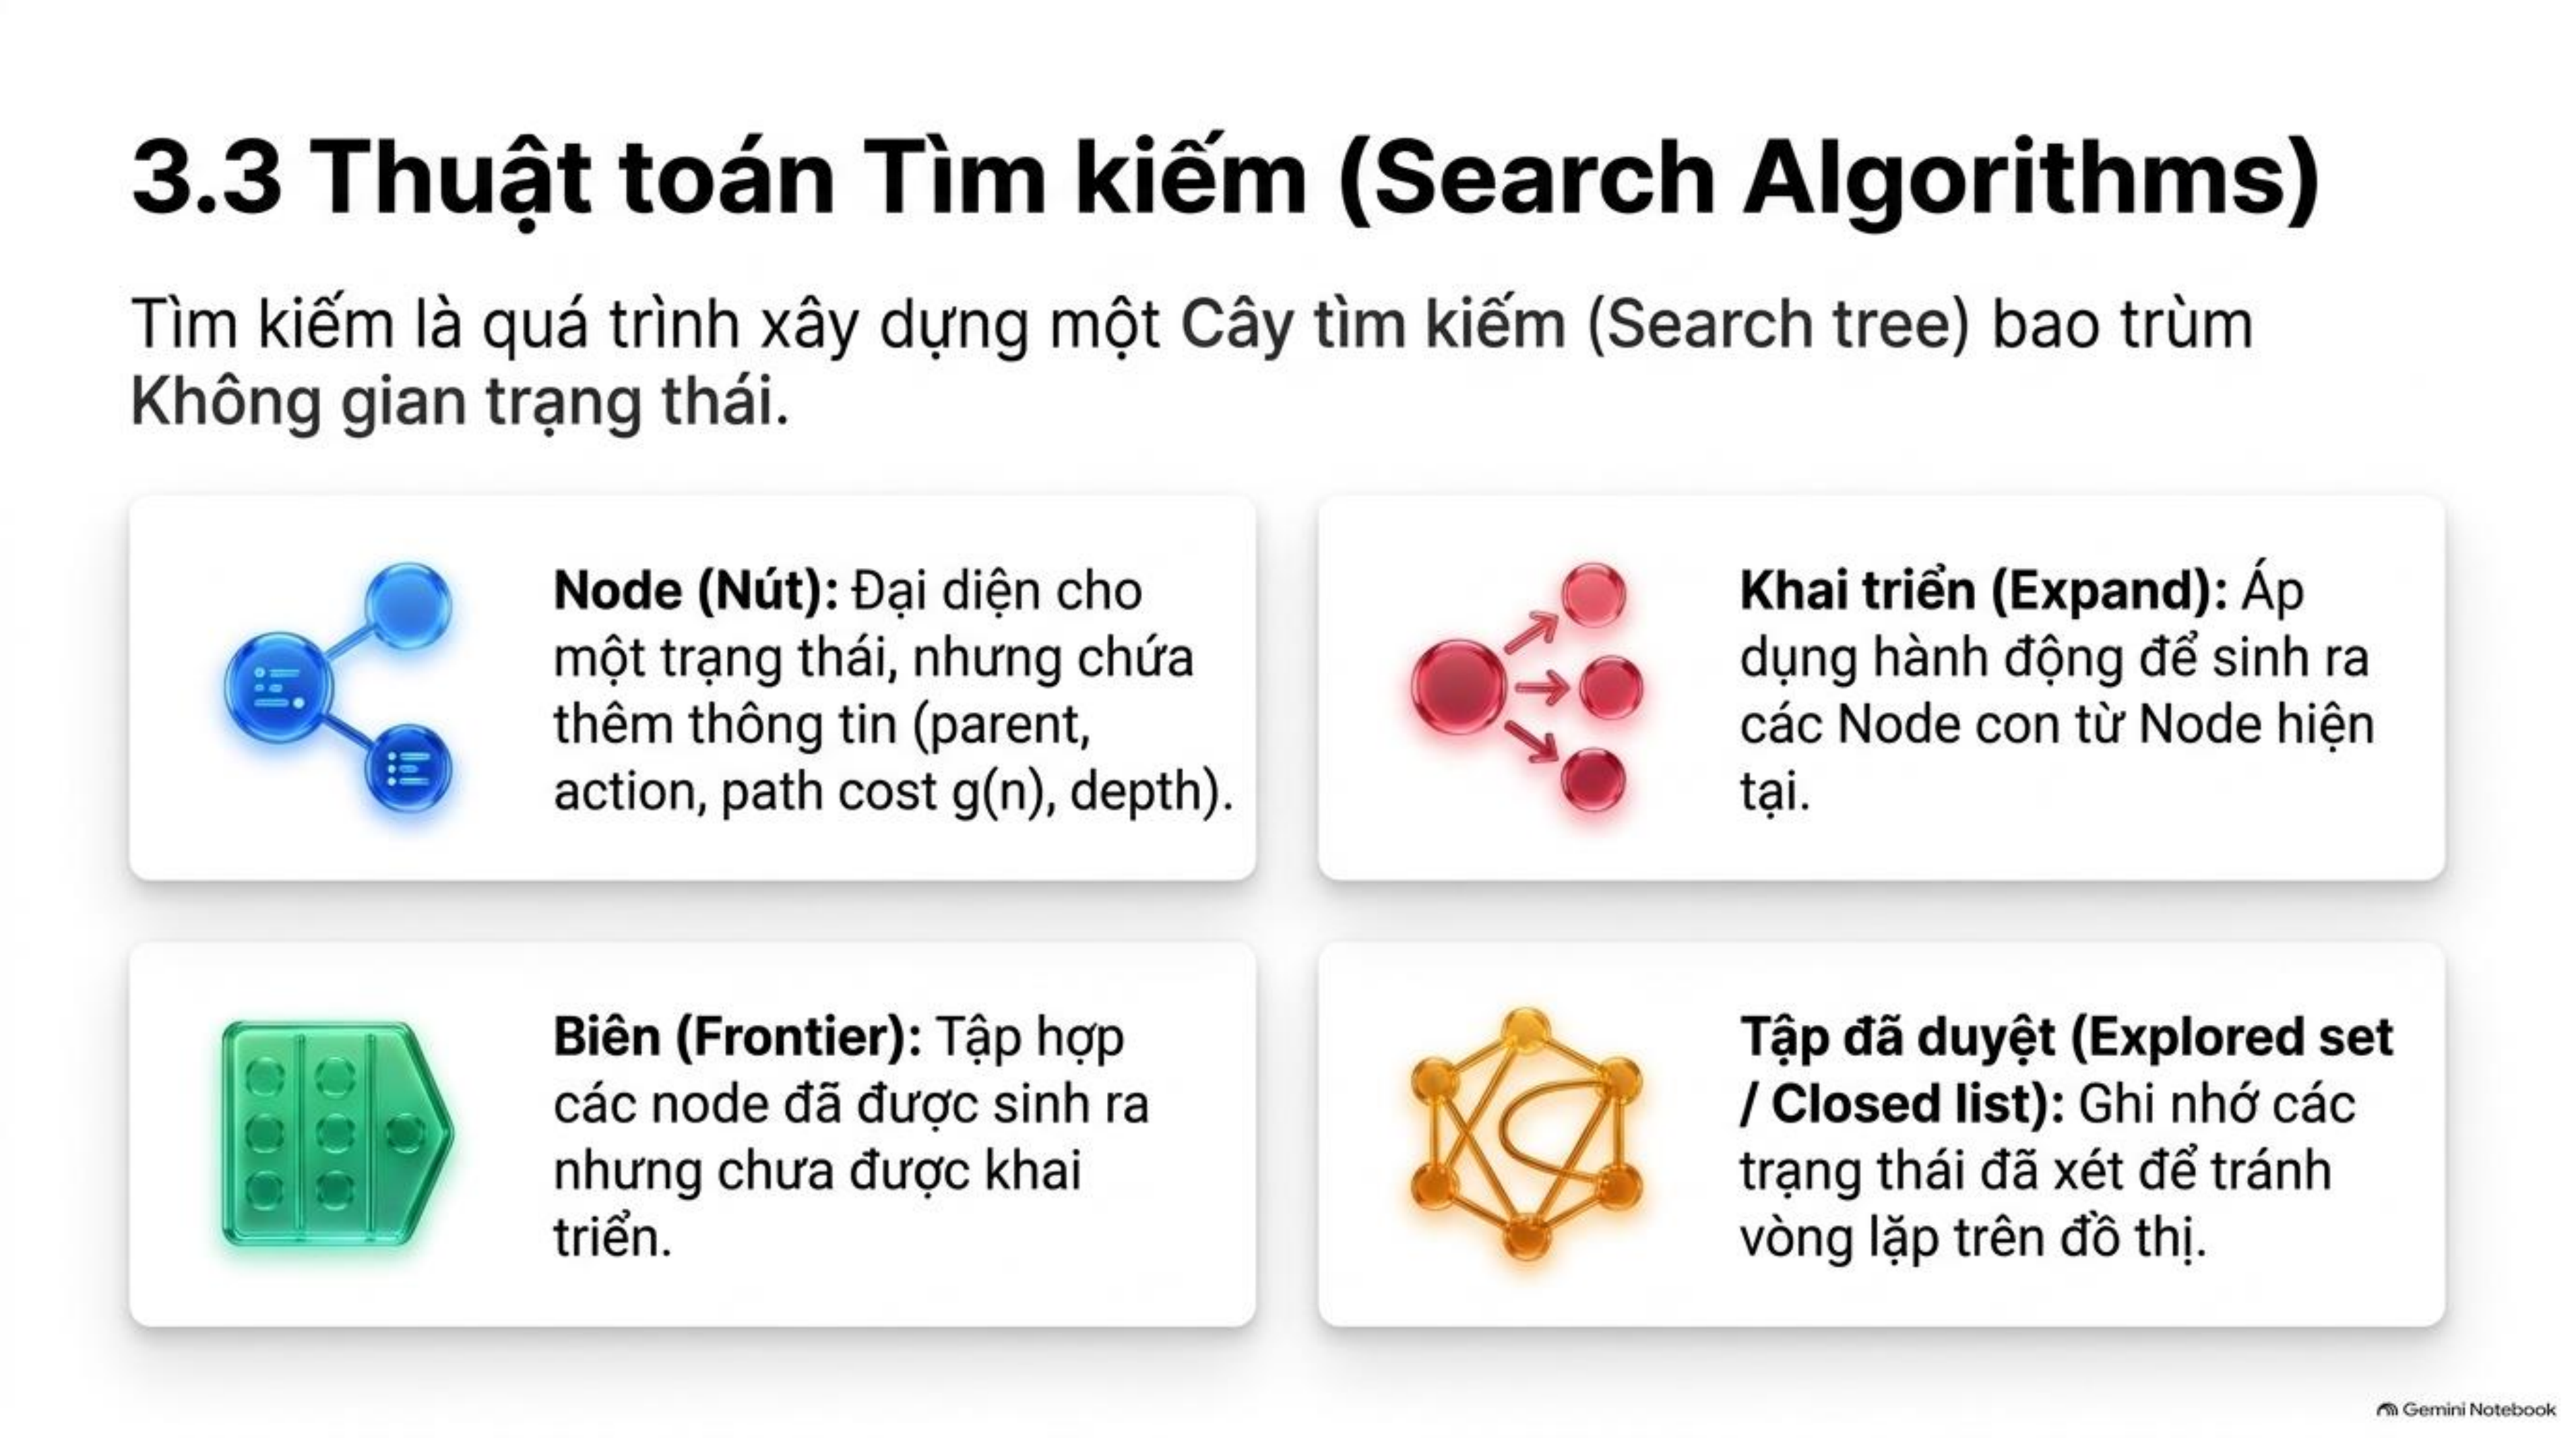 3.3 Thuật toán Tìm kiếm (Search Algorithms)
Tìm kiếm là quá trình xây dựng một Cây tìm kiếm (Search tree) bao trùm
Không gian trạng thái.
Node (Nút): Đại diện cho
một trạng thái, nhưng chứa
thêm thông tin (parent,
action, path cost g(n), depth).
Khai triển (Expand): Áp
dụng hành động để sinh ra
các Node con từ Node hiện
tại.
Biên (Frontier): Tập hợp
các node đã được sinh ra
nhưng chưa được khai
triển.
Tập đã duyệt (Explored set
/ Closed list): Ghi nhớ các
trạng thái đã xét để tránh
vòng lặp trên đồ thị.
Gemini Notebook